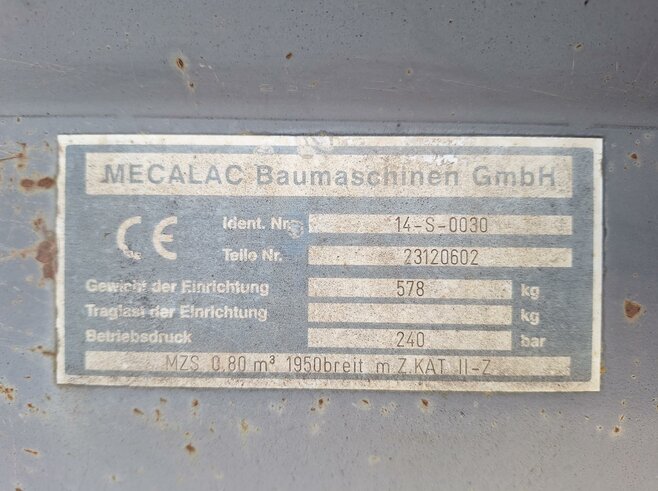 MECALAC Baumaschinen GmbH
CE
Ident. Nr. 14-S-0030
Teile Nr. 23120602
Gewicht der Einrichtung 578 kg
Traglast der Einrichtung kg
Betriebsdruck 240 bar
MZS 0,80 m³ 1950breit m Z.KAT II-Z